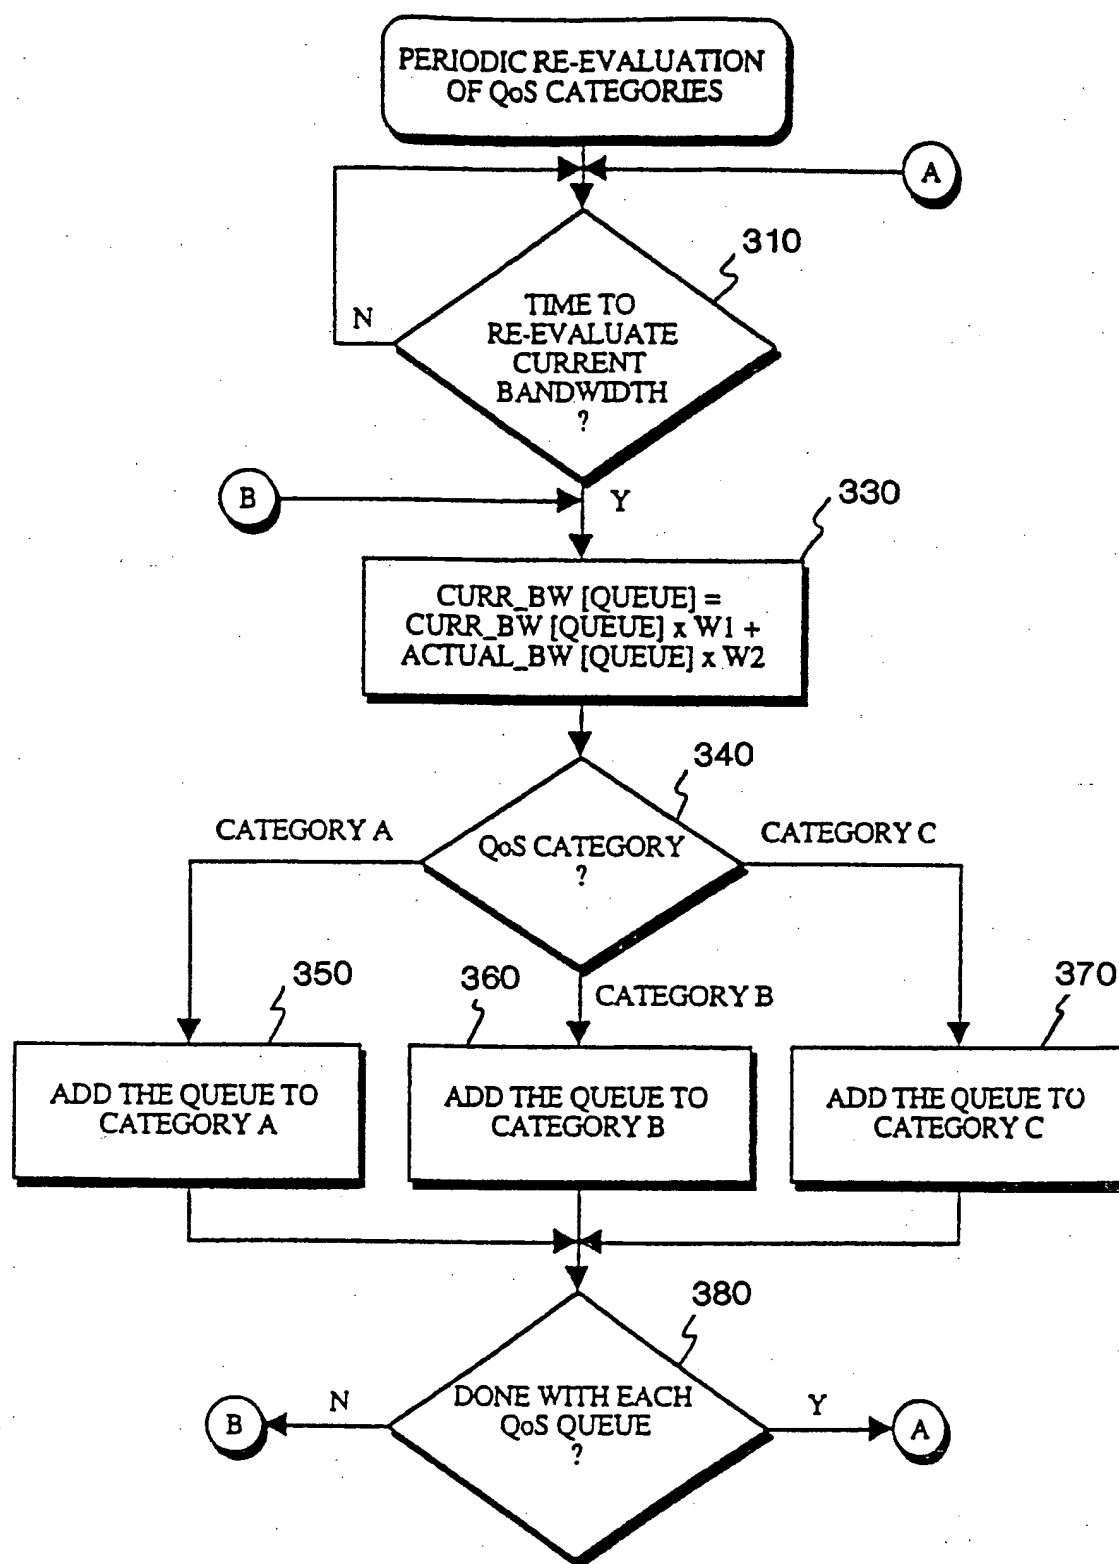 PERIODIC RE-EVALUATION
OF QoS CATEGORIES
A
310
TIME TO
RE-EVALUATE
CURRENT
BANDWIDTH
?
N
B
Y
330
CURR_BW [QUEUE] =
CURR_BW [QUEUE] x W1 +
ACTUAL_BW [QUEUE] x W2
340
CATEGORY A
QoS CATEGORY
?
CATEGORY C
350
360
CATEGORY B
370
ADD THE QUEUE TO
CATEGORY A
ADD THE QUEUE TO
CATEGORY B
ADD THE QUEUE TO
CATEGORY C
380
B
N
DONE WITH EACH
QoS QUEUE
?
Y
A